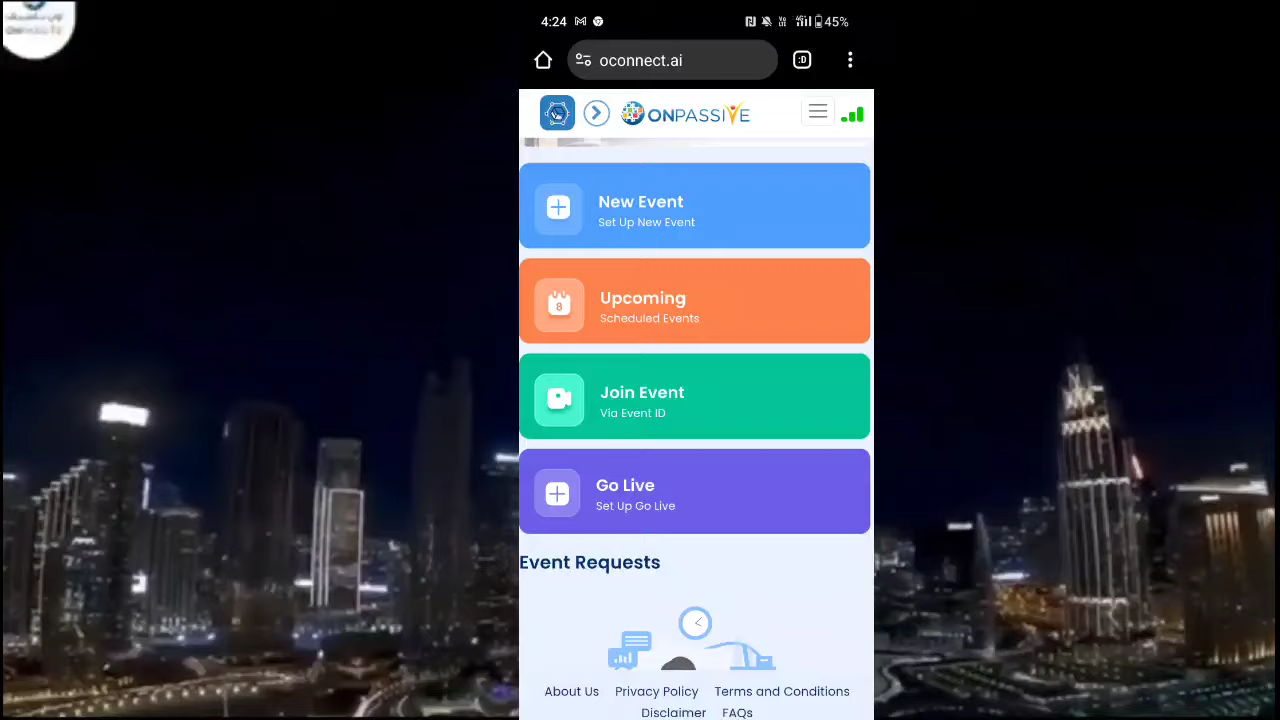 4:24
45%
oconnect.ai
:D
ONPASSIVE
New Event
Set Up New Event
8
Upcoming
Scheduled Events
Join Event
Via Event ID
Go Live
Set Up Go Live
Event Requests
About Us Privacy Policy Terms and Conditions
Disclaimer FAQs